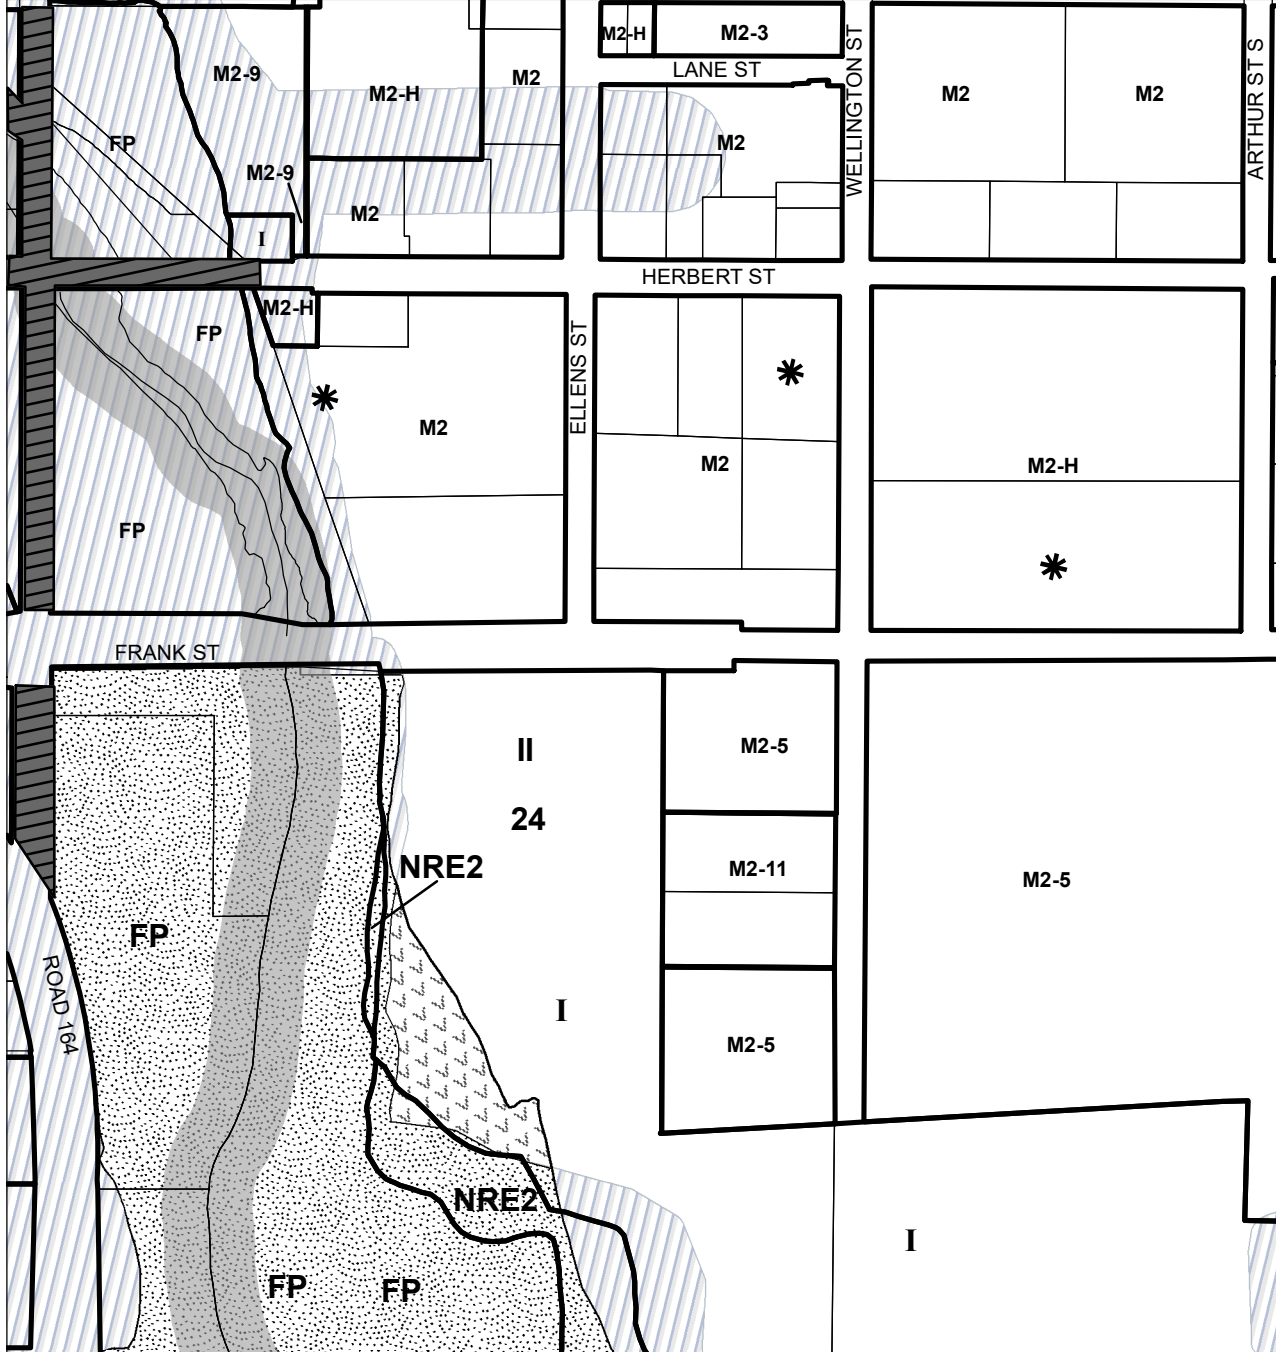 M2-H
M2-3
LANE ST
M2-9
M2-H
M2
M2
M2
M2
FP
M2-9
M2
M2
I
WELLINGTON ST
ARTHUR ST S
HERBERT ST
M2-H
FP
ELLENS ST
M2
M2
M2-H
FP
FRANK ST
II
24
M2-5
NRE2
M2-11
M2-5
FP
ROAD 164
I
M2-5
NRE2
I
FP
FP